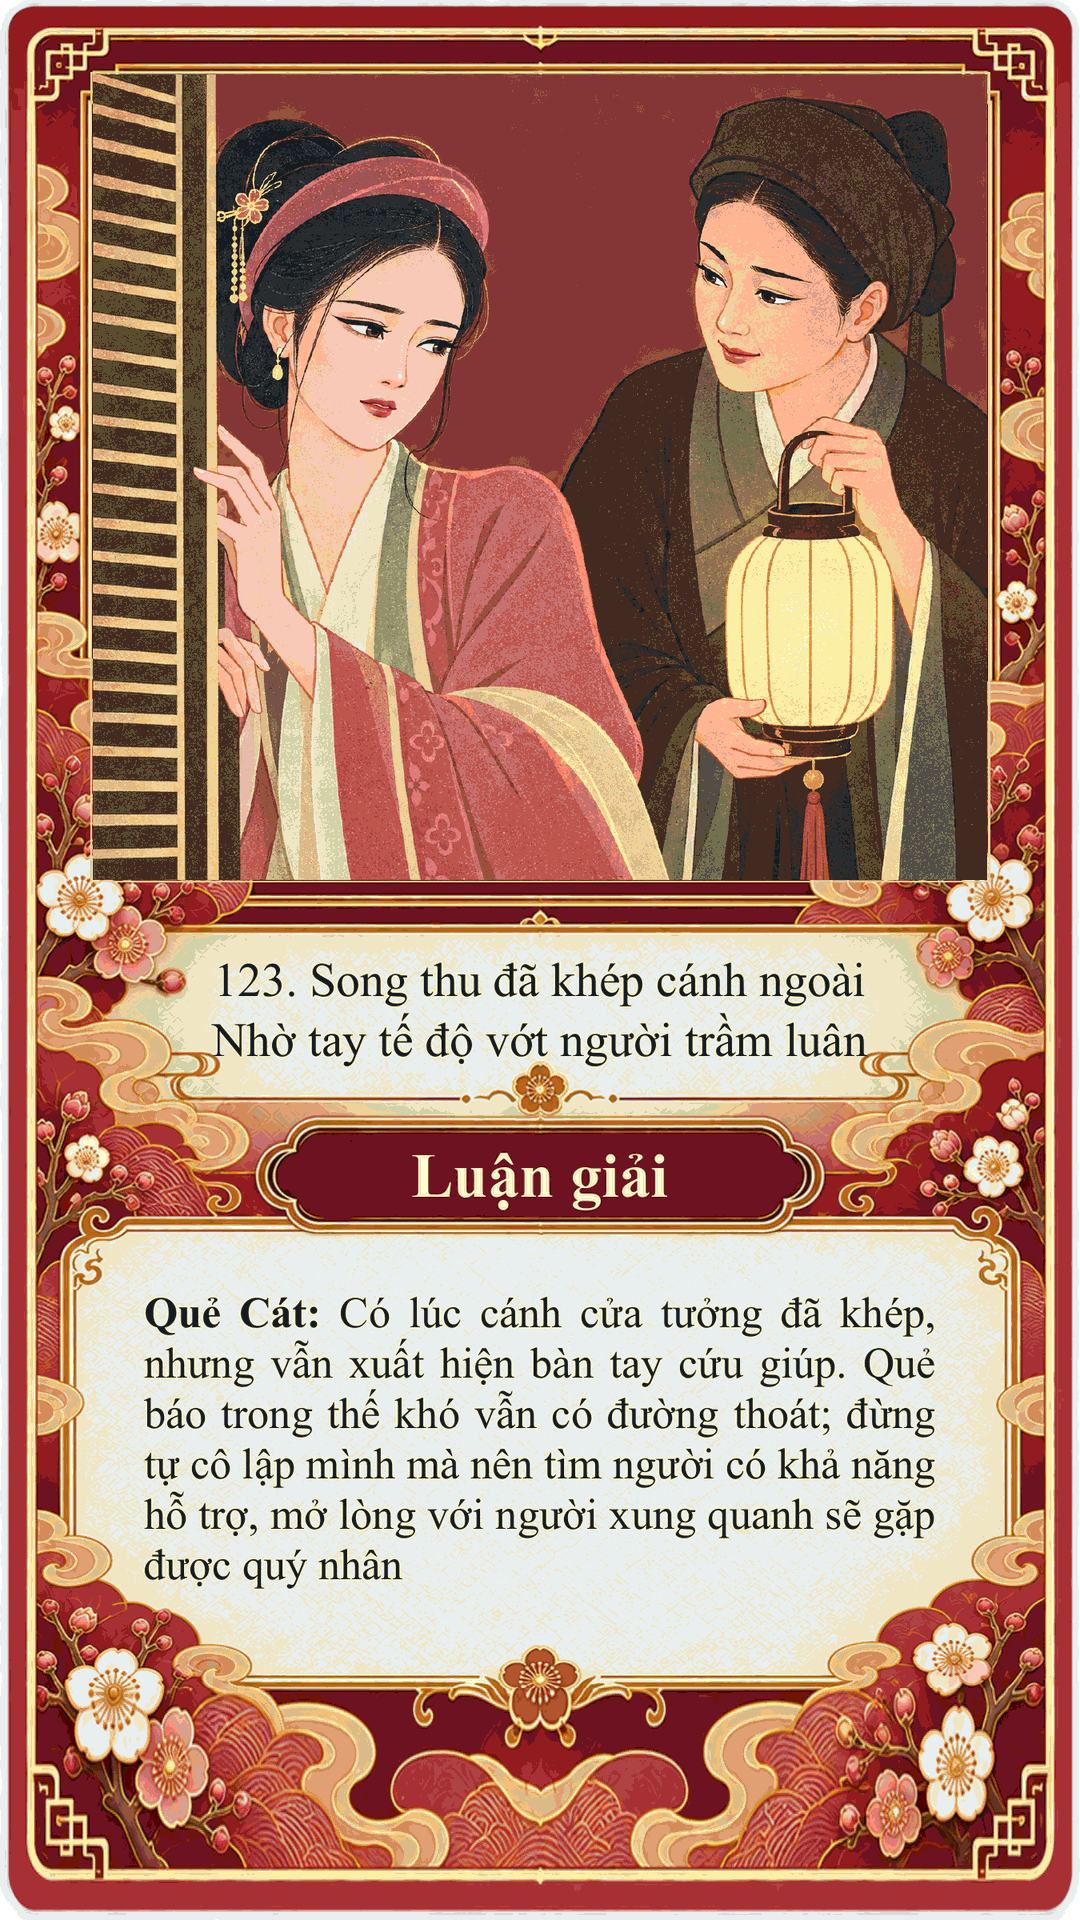 123. Song thu đã khép cánh ngoài
Nhờ tay tế độ vớt người trầm luân
Luận giải
Quẻ Cát: Có lúc cánh cửa tưởng đã khép,
nhưng vẫn xuất hiện bàn tay cứu giúp. Quẻ
báo trong thế khó vẫn có đường thoát; đừng
tự cô lập mình mà nên tìm người có khả năng
hỗ trợ, mở lòng với người xung quanh sẽ gặp
được quý nhân